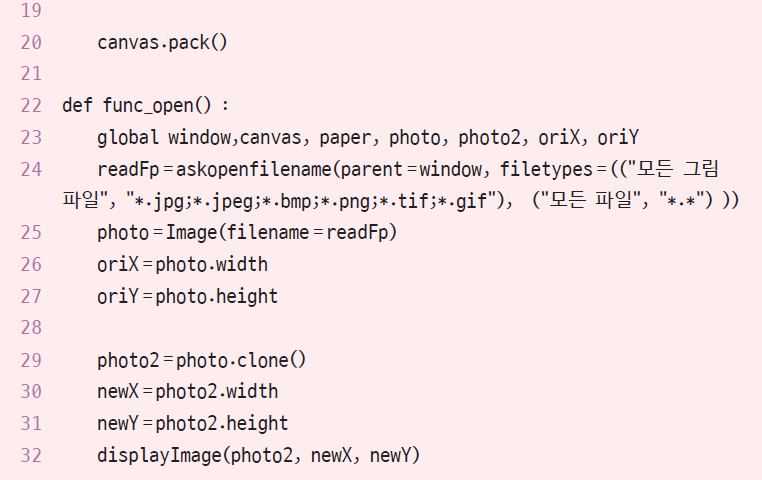 19
20 canvas.pack()
21
22 def func_open() :
23 global window,canvas, paper, photo, photo2, oriX, oriY
24 readFp=askopenfilename(parent=window, filetypes=(("모든 그림
파일", "*.jpg;*.jpeg;*.bmp;*.png;*.tif;*.gif"), ("모든 파일", "*.*") ))
25 photo=Image(filename=readFp)
26 oriX=photo.width
27 oriY=photo.height
28
29 photo2=photo.clone()
30 newX=photo2.width
31 newY=photo2.height
32 displayImage(photo2, newX, newY)